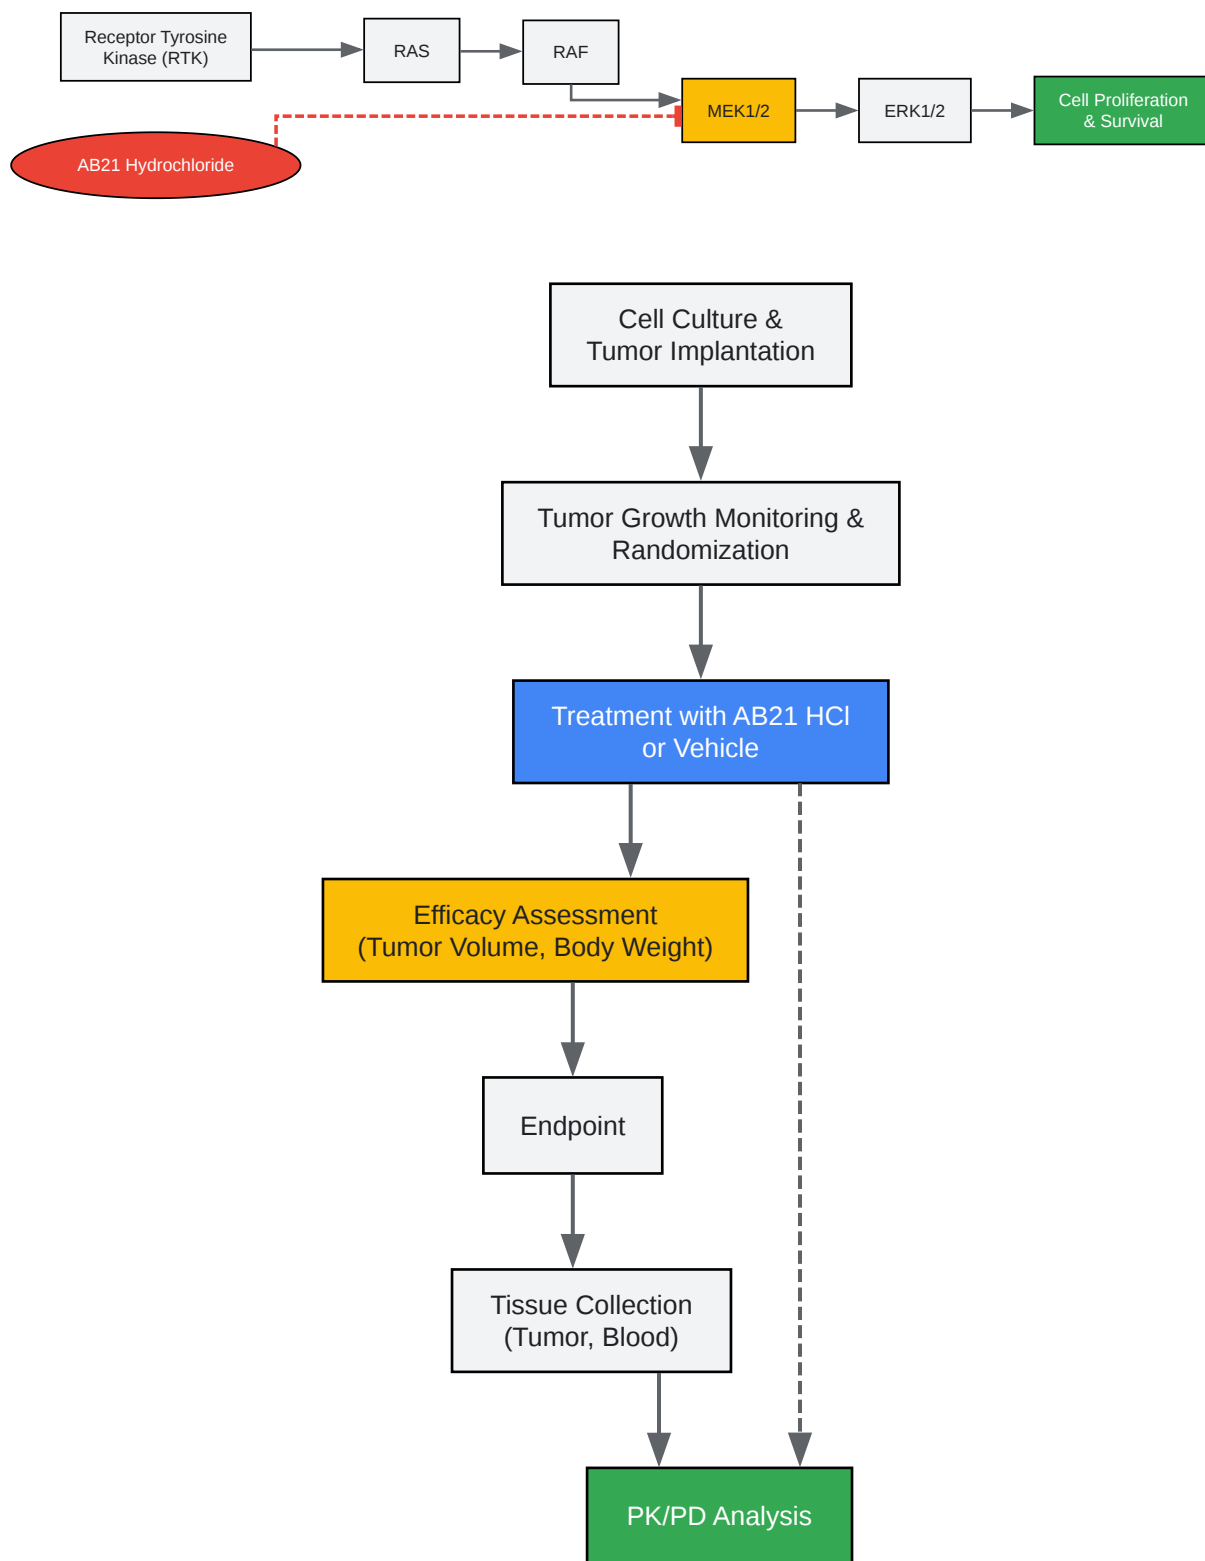 Receptor Tyrosine
Kinase (RTK)
RAS
RAF
MEK1/2
ERK1/2
Cell Proliferation
& Survival
AB21 Hydrochloride
Cell Culture &
Tumor Implantation
Tumor Growth Monitoring &
Randomization
Treatment with AB21 HCl
or Vehicle
Efficacy Assessment
(Tumor Volume, Body Weight)
Endpoint
Tissue Collection
(Tumor, Blood)
PK/PD Analysis